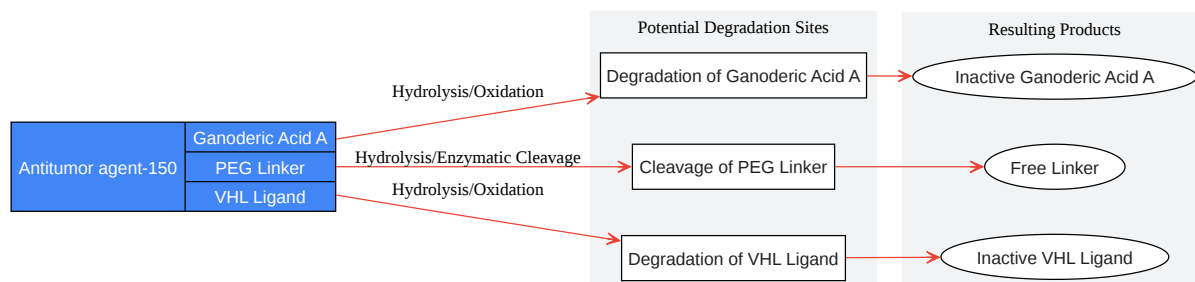 Potential Degradation Sites
Resulting Products
Degradation of Ganoderic Acid A
Inactive Ganoderic Acid A
Hydrolysis/Oxidation
Antitumor agent-150
Ganoderic Acid A
PEG Linker
VHL Ligand
Hydrolysis/Enzymatic Cleavage
Cleavage of PEG Linker
Free Linker
Hydrolysis/Oxidation
Degradation of VHL Ligand
Inactive VHL Ligand